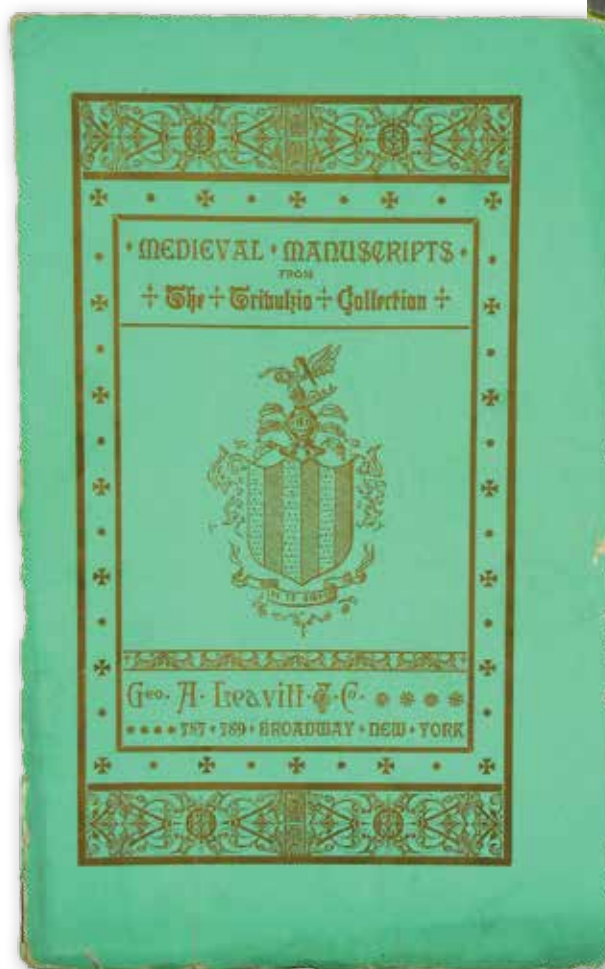 • MEDIEVAL • MANUSCRIPTS •
FROM
The Trivulzio Collection
Geo. A. Leavitt & Co.
787 • 789 • BROADWAY • NEW • YORK